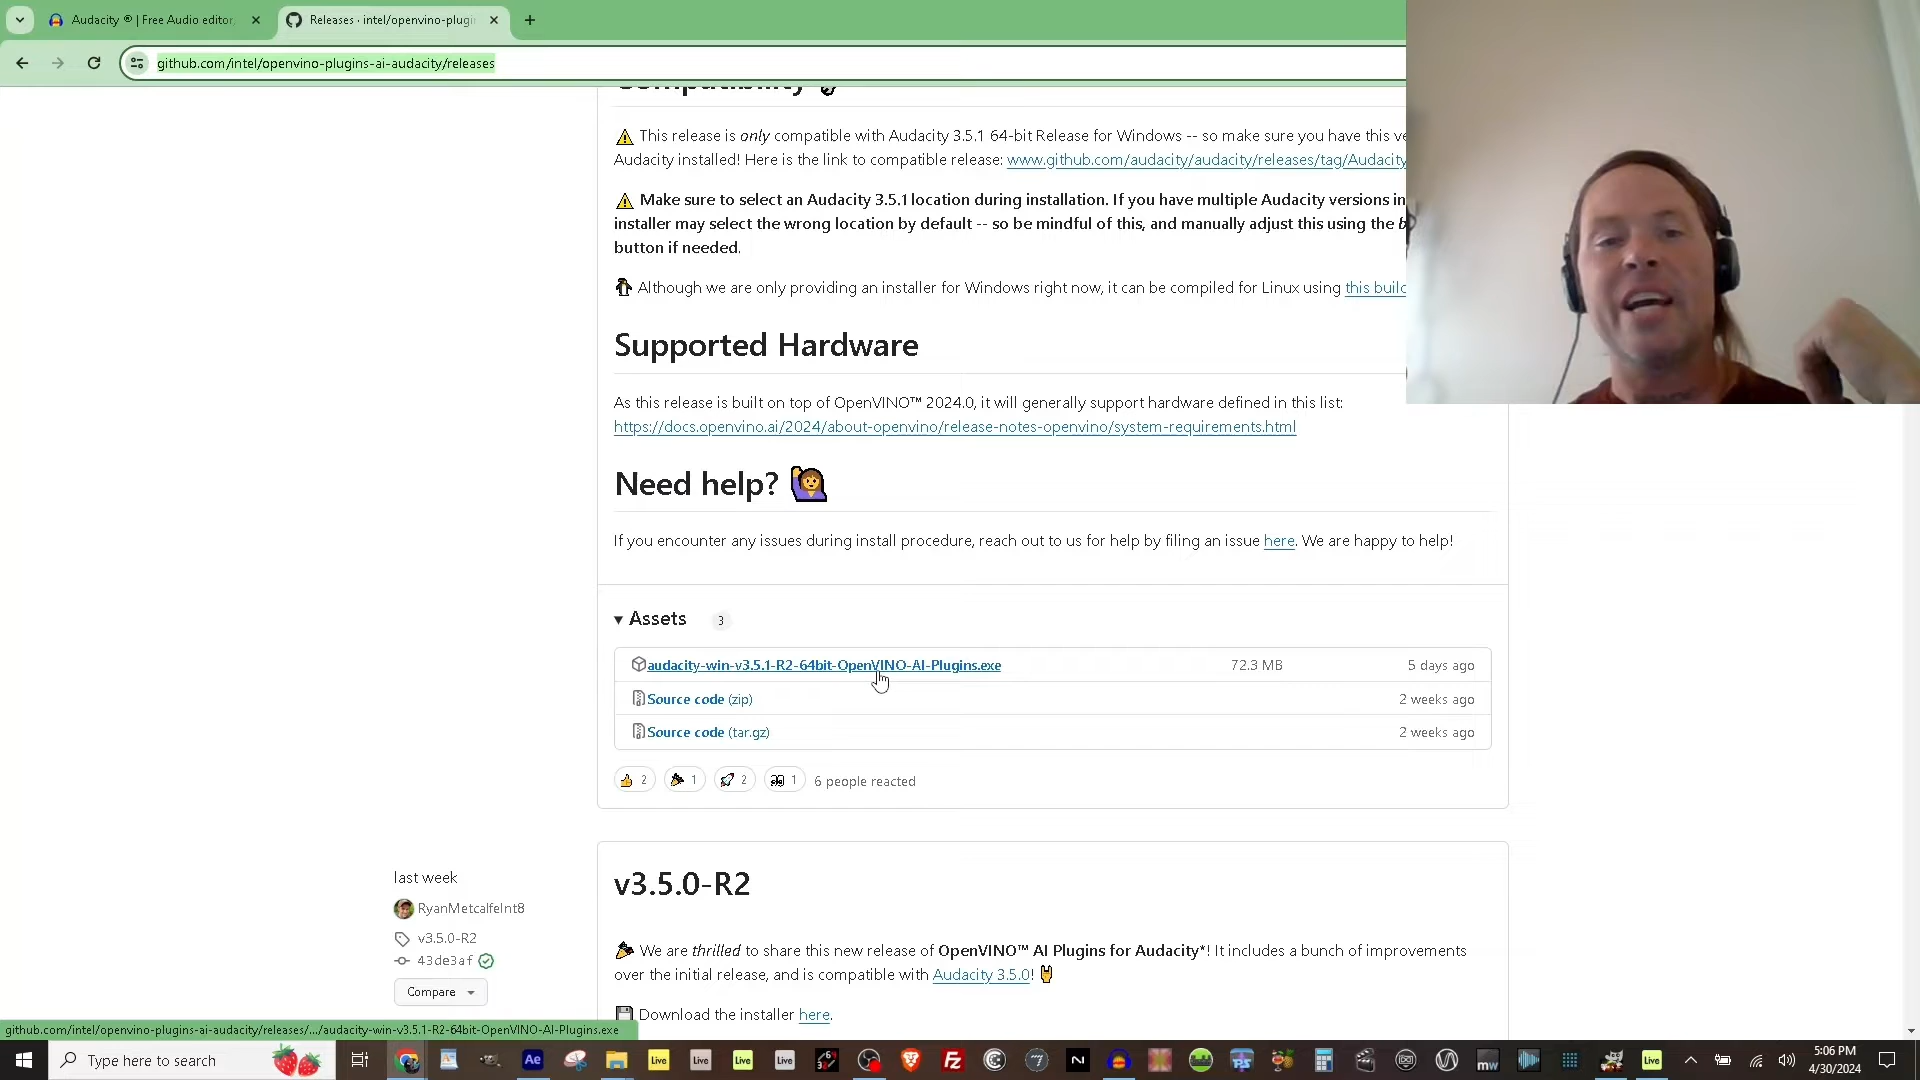 Audacity ® | Free Audio editor,
Releases · intel/openvino-plugi
github.com/intel/openvino-plugins-ai-audacity/releases
Compatibility
This release is only compatible with Audacity 3.5.1 64-bit Release for Windows -- so make sure you have this ve
Audacity installed! Here is the link to compatible release: www.github.com/audacity/audacity/releases/tag/Audacity
Make sure to select an Audacity 3.5.1 location during installation. If you have multiple Audacity versions in
installer may select the wrong location by default -- so be mindful of this, and manually adjust this using the b
button if needed.
Although we are only providing an installer for Windows right now, it can be compiled for Linux using this build
Supported Hardware
As this release is built on top of OpenVINO™ 2024.0, it will generally support hardware defined in this list:
https://docs.openvino.ai/2024/about-openvino/release-notes-openvino/system-requirements.html
Need help?
If you encounter any issues during install procedure, reach out to us for help by filing an issue here. We are happy to help!
Assets 3
audacity-win-v3.5.1-R2-64bit-OpenVINO-AI-Plugins.exe 72.3 MB 5 days ago
Source code (zip) 2 weeks ago
Source code (tar.gz) 2 weeks ago
2 1 2 1 6 people reacted
last week
RyanMetcalfeInt8
v3.5.0-R2
43de3af
Compare
v3.5.0-R2
We are thrilled to share this new release of OpenVINO™ AI Plugins for Audacity*! It includes a bunch of improvements
over the initial release, and is compatible with Audacity 3.5.0!
Download the installer here.
github.com/intel/openvino-plugins-ai-audacity/releases/.../audacity-win-v3.5.1-R2-64bit-OpenVINO-AI-Plugins.exe
Type here to search
Ae
Live
Live
Live
Live
mw
Live
5:06 PM
4/30/2024